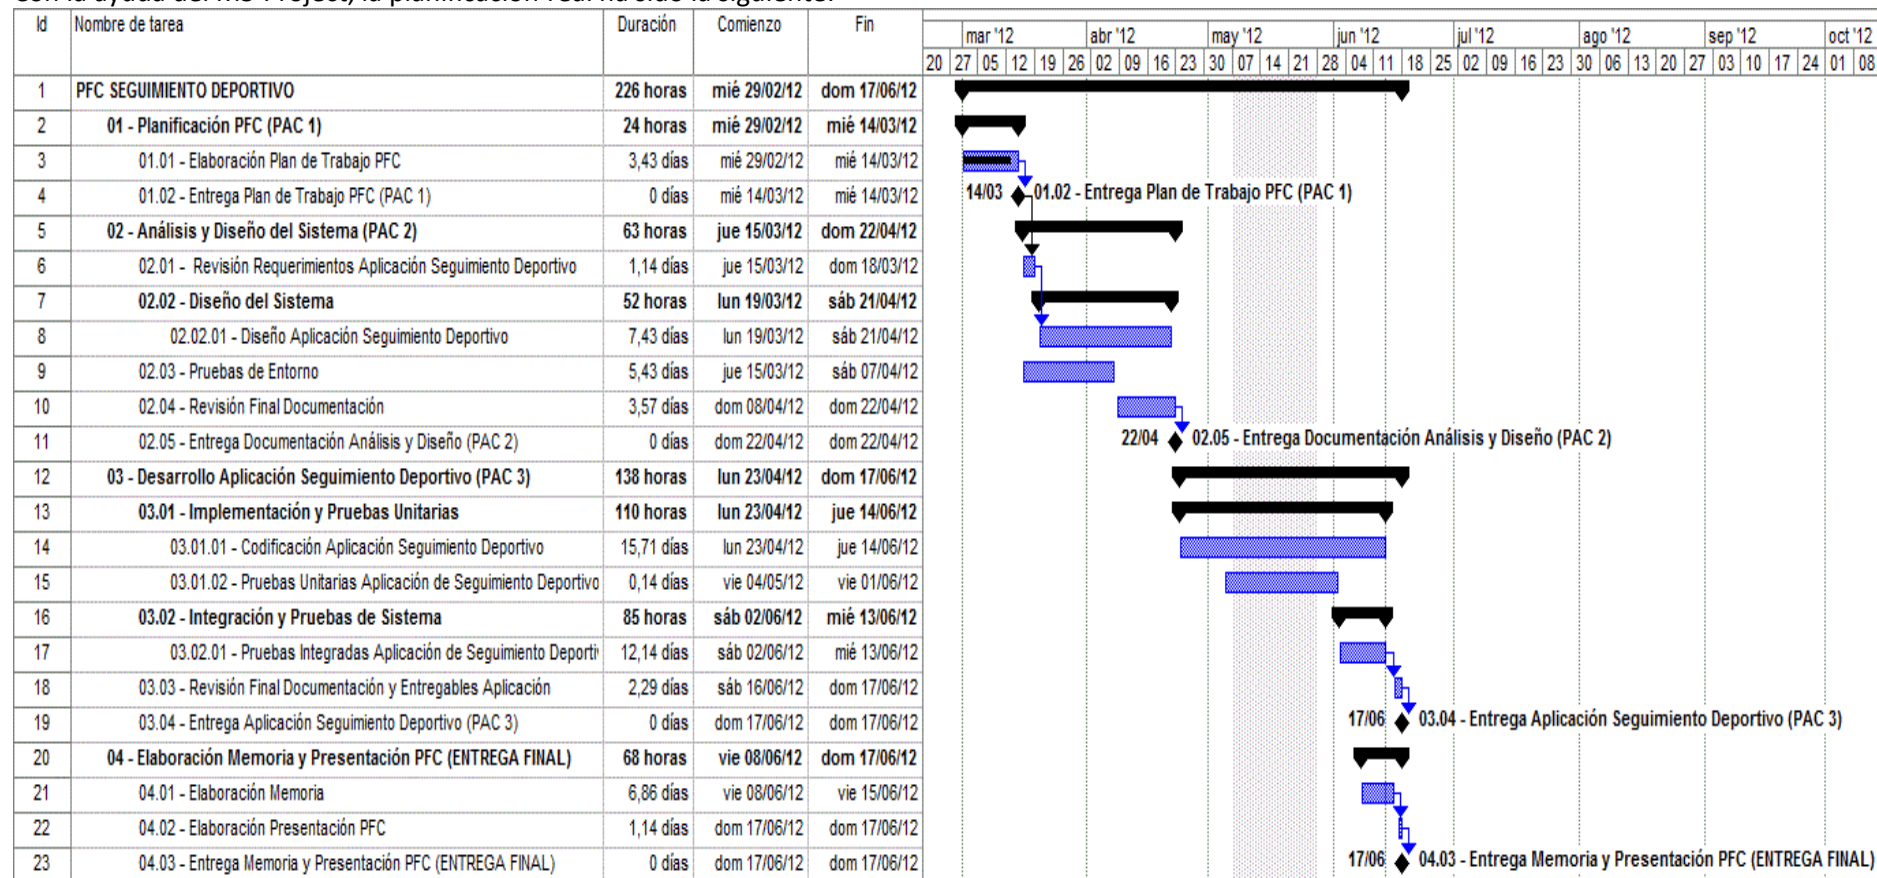 Con la ayuda del MS Project, la planificación real ha sido la siguiente:
Id Nombre de tarea Duración Comienzo Fin
mar '12 abr '12 may '12 jun '12 jul '12 ago '12 sep '12 oct '12
20 27 05 12 19 26 02 09 16 23 30 07 14 21 28 04 11 18 25 02 09 16 23 30 06 13 20 27 03 10 17 24 01 08
1 PFC SEGUIMIENTO DEPORTIVO 226 horas mié 29/02/12 dom 17/06/12
2 01 - Planificación PFC (PAC 1) 24 horas mié 29/02/12 mié 14/03/12
3 01.01 - Elaboración Plan de Trabajo PFC 3,43 días mié 29/02/12 mié 14/03/12
4 01.02 - Entrega Plan de Trabajo PFC (PAC 1) 0 días mié 14/03/12 mié 14/03/12 14/03 01.02 - Entrega Plan de Trabajo PFC (PAC 1)
5 02 - Análisis y Diseño del Sistema (PAC 2) 63 horas jue 15/03/12 dom 22/04/12
6 02.01 - Revisión Requerimientos Aplicación Seguimiento Deportivo 1,14 días jue 15/03/12 dom 18/03/12
7 02.02 - Diseño del Sistema 52 horas lun 19/03/12 sáb 21/04/12
8 02.02.01 - Diseño Aplicación Seguimiento Deportivo 7,43 días lun 19/03/12 sáb 21/04/12
9 02.03 - Pruebas de Entorno 5,43 días jue 15/03/12 sáb 07/04/12
10 02.04 - Revisión Final Documentación 3,57 días dom 08/04/12 dom 22/04/12
11 02.05 - Entrega Documentación Análisis y Diseño (PAC 2) 0 días dom 22/04/12 dom 22/04/12 22/04 02.05 - Entrega Documentación Análisis y Diseño (PAC 2)
12 03 - Desarrollo Aplicación Seguimiento Deportivo (PAC 3) 138 horas lun 23/04/12 dom 17/06/12
13 03.01 - Implementación y Pruebas Unitarias 110 horas lun 23/04/12 jue 14/06/12
14 03.01.01 - Codificación Aplicación Seguimiento Deportivo 15,71 días lun 23/04/12 jue 14/06/12
15 03.01.02 - Pruebas Unitarias Aplicación de Seguimiento Deportivo 0,14 días vie 04/05/12 vie 01/06/12
16 03.02 - Integración y Pruebas de Sistema 85 horas sáb 02/06/12 mié 13/06/12
17 03.02.01 - Pruebas Integradas Aplicación de Seguimiento Deporti 12,14 días sáb 02/06/12 mié 13/06/12
18 03.03 - Revisión Final Documentación y Entregables Aplicación 2,29 días sáb 16/06/12 dom 17/06/12
19 03.04 - Entrega Aplicación Seguimiento Deportivo (PAC 3) 0 días dom 17/06/12 dom 17/06/12 17/06 03.04 - Entrega Aplicación Seguimiento Deportivo (PAC 3)
20 04 - Elaboración Memoria y Presentación PFC (ENTREGA FINAL) 68 horas vie 08/06/12 dom 17/06/12
21 04.01 - Elaboración Memoria 6,86 días vie 08/06/12 vie 15/06/12
22 04.02 - Elaboración Presentación PFC 1,14 días dom 17/06/12 dom 17/06/12
23 04.03 - Entrega Memoria y Presentación PFC (ENTREGA FINAL) 0 días dom 17/06/12 dom 17/06/12 17/06 04.03 - Entrega Memoria y Presentación PFC (ENTREGA FINAL)